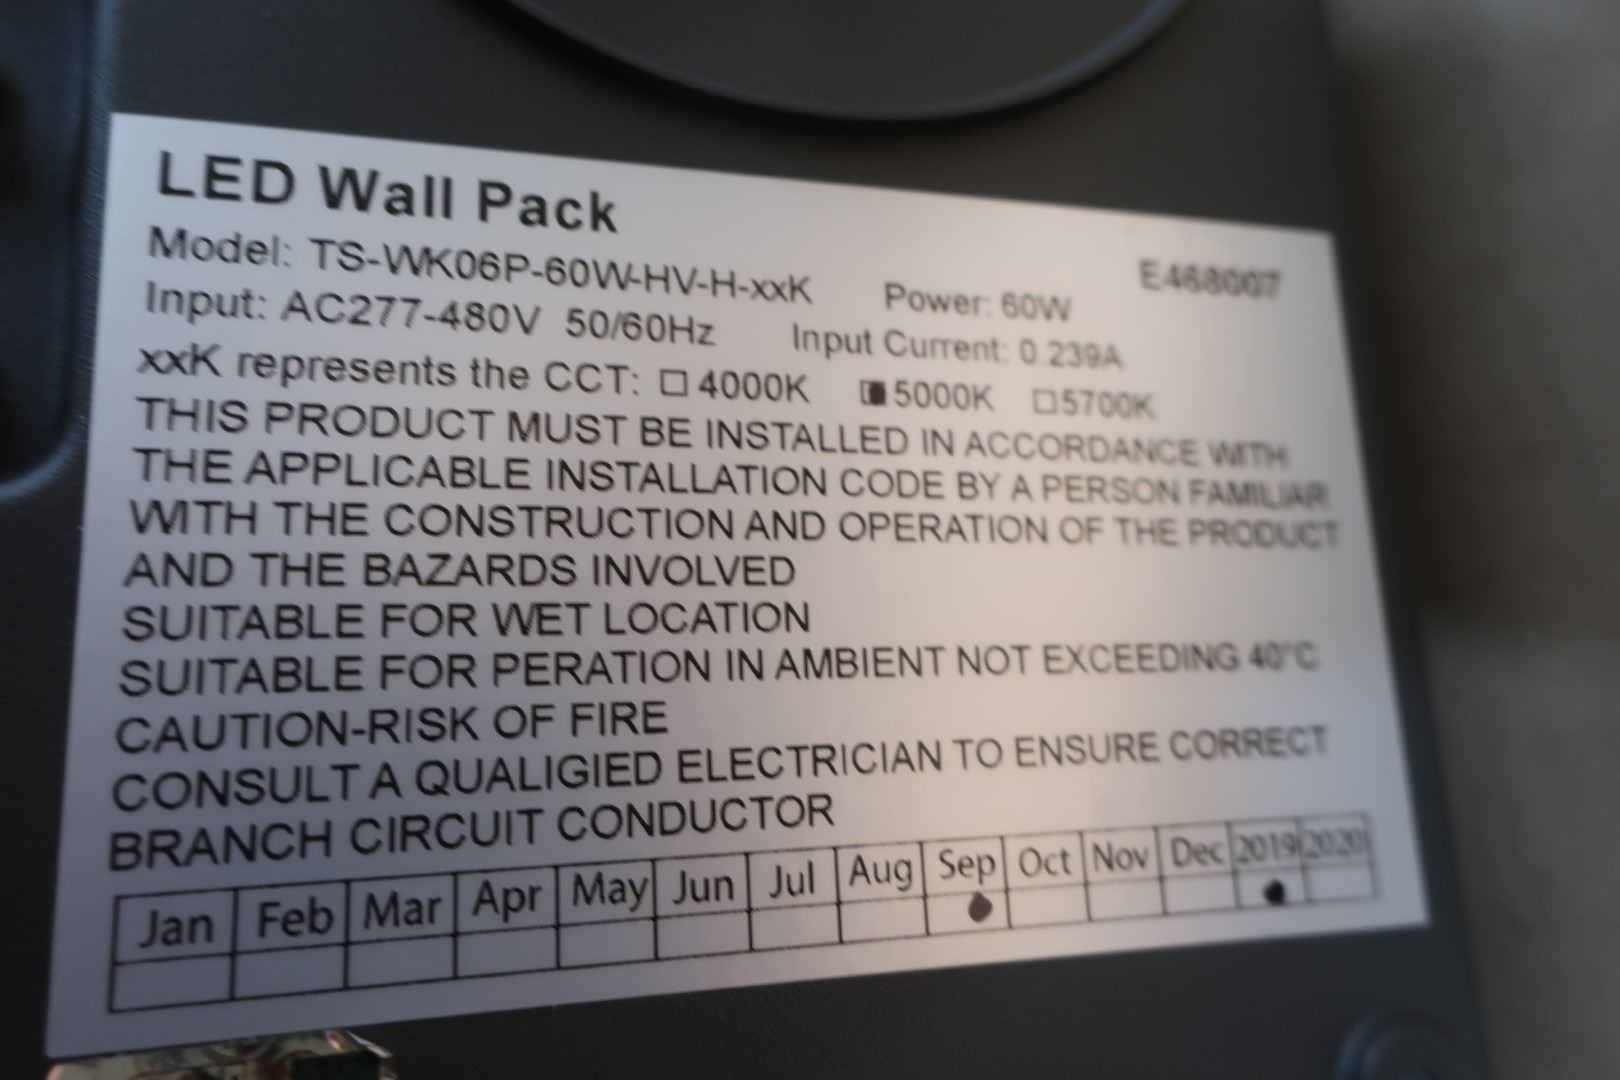 LED Wall Pack
Model: TS-WK06P-60W-HV-H-xxK Power: 60W E468007
Input: AC277-480V 50/60Hz Input Current: 0.239A
xxK represents the CCT: ☐ 4000K ■ 5000K ☐ 5700K
THIS PRODUCT MUST BE INSTALLED IN ACCORDANCE WITH
THE APPLICABLE INSTALLATION CODE BY A PERSON FAMILIAR
WITH THE CONSTRUCTION AND OPERATION OF THE PRODUCT
AND THE BAZARDS INVOLVED
SUITABLE FOR WET LOCATION
SUITABLE FOR PERATION IN AMBIENT NOT EXCEEDING 40°C
CAUTION-RISK OF FIRE
CONSULT A QUALIGIED ELECTRICIAN TO ENSURE CORRECT
BRANCH CIRCUIT CONDUCTOR
Jan Feb Mar Apr May Jun Jul Aug Sep Oct Nov Dec 2019 2020